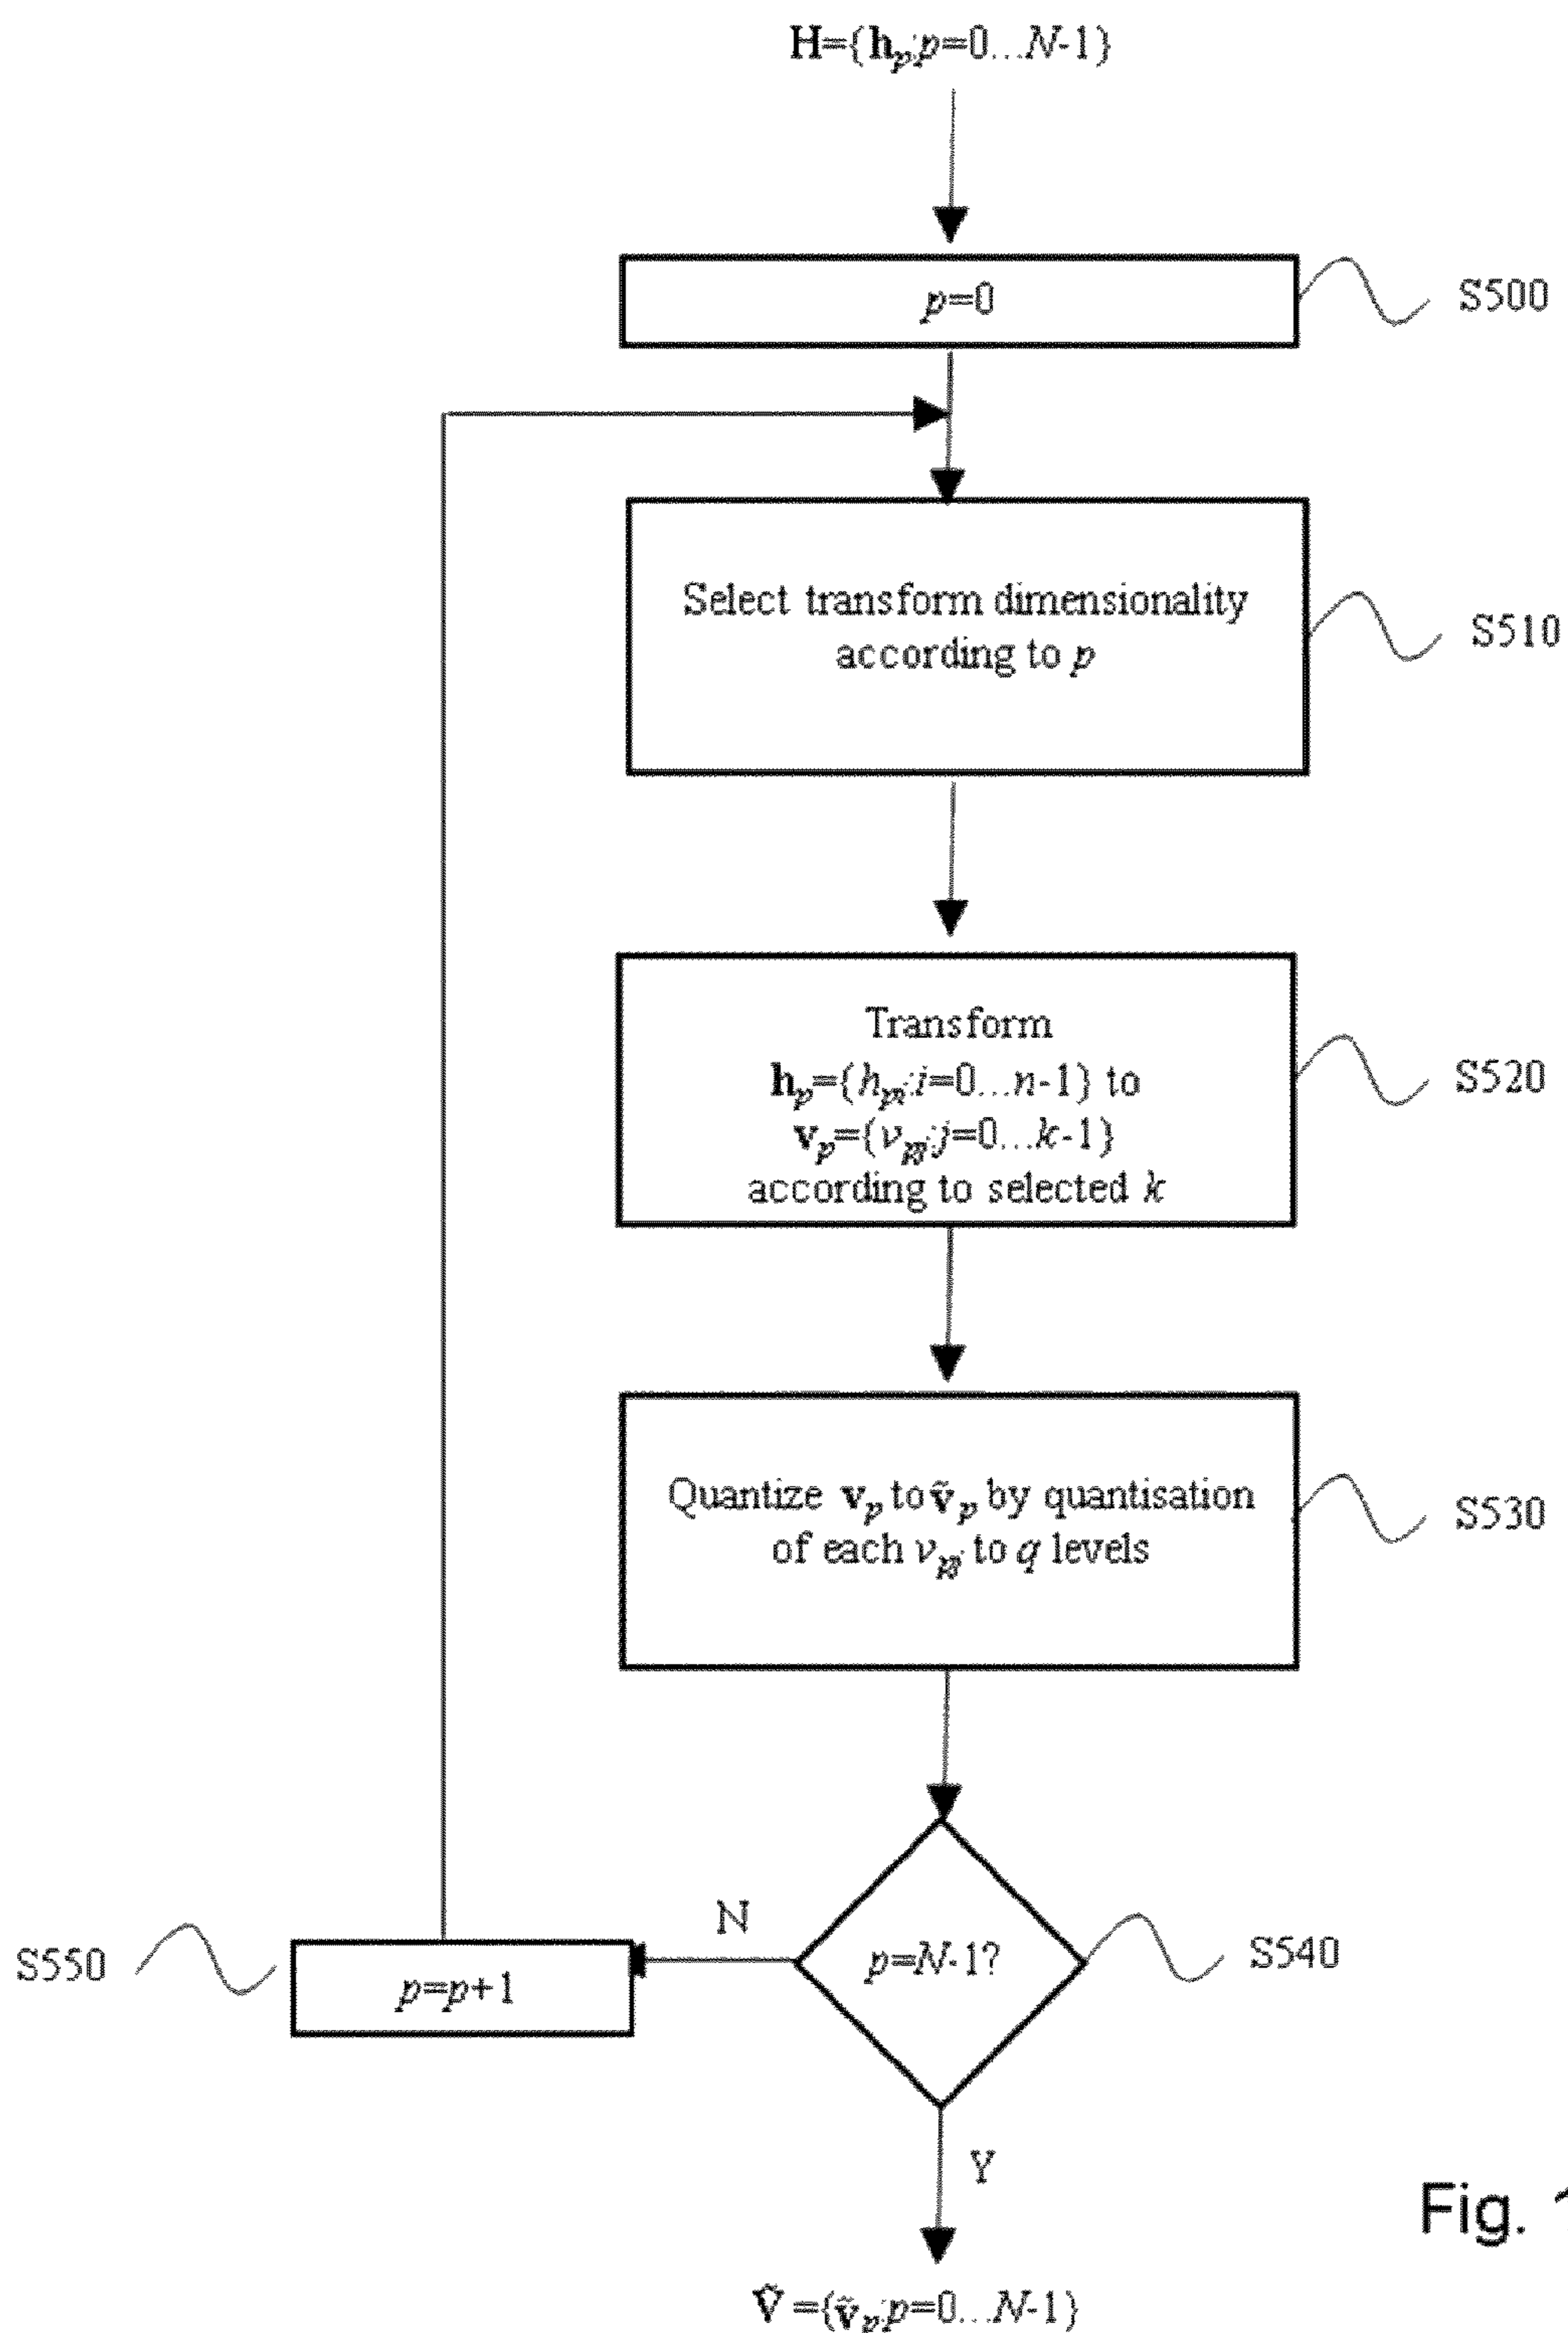 H={hp:p=0...N-1}
p=0
S500
Select transform dimensionality
according to p
S510
Transform
hp={hpi:i=0...n-1} to
vp={vpj:j=0...k-1}
according to selected k
S520
Quantize vp to ṽp by quantisation
of each vpj to q levels
S530
p=N-1?
S540
N
p=p+1
S550
Y
Fig.
Ṽ={ṽp:p=0...N-1}